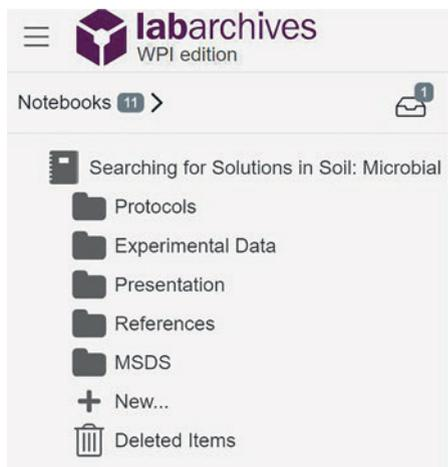 labarchives
WPI edition
Notebooks 11
1
Searching for Solutions in Soil: Microbial
Protocols
Experimental Data
Presentation
References
MSDS
New...
Deleted Items